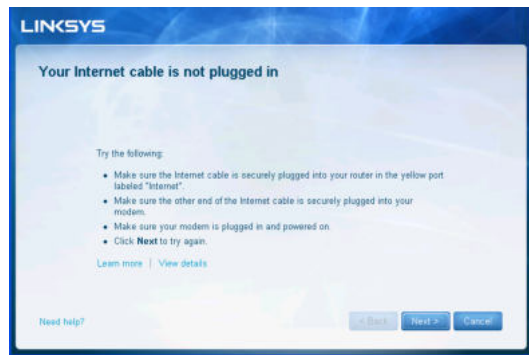 LINKSYS
Your Internet cable is not plugged in
Try the following:
• Make sure the Internet cable is securely plugged into your router in the yellow port
labeled "Internet".
• Make sure the other end of the Internet cable is securely plugged into your
modem.
• Make sure your modem is plugged in and powered on.
• Click Next to try again.
Learn more | View details
Need help?
< Back Next > Cancel